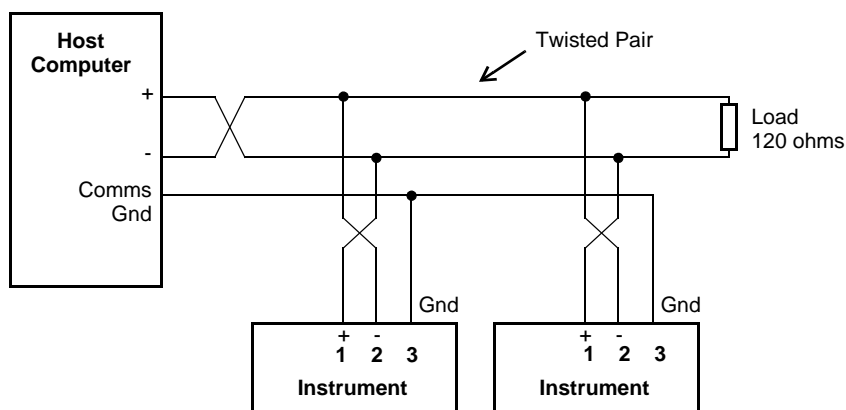 Host
Computer
Twisted Pair
+
-
Load
120 ohms
Comms
Gnd
Gnd
Gnd
+ -
+ -
1 2 3
1 2 3
Instrument
Instrument